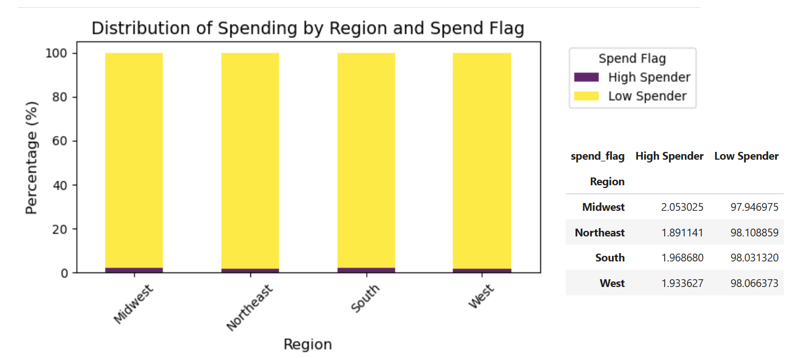 Distribution of Spending by Region and Spend Flag
Percentage (%)
100
80
60
40
20
0
Midwest
Northeast
South
West
Region
Spend Flag
High Spender
Low Spender
spend_flag High Spender Low Spender
Region
Midwest 2.053025 97.946975
Northeast 1.891141 98.108859
South 1.968680 98.031320
West 1.933627 98.066373